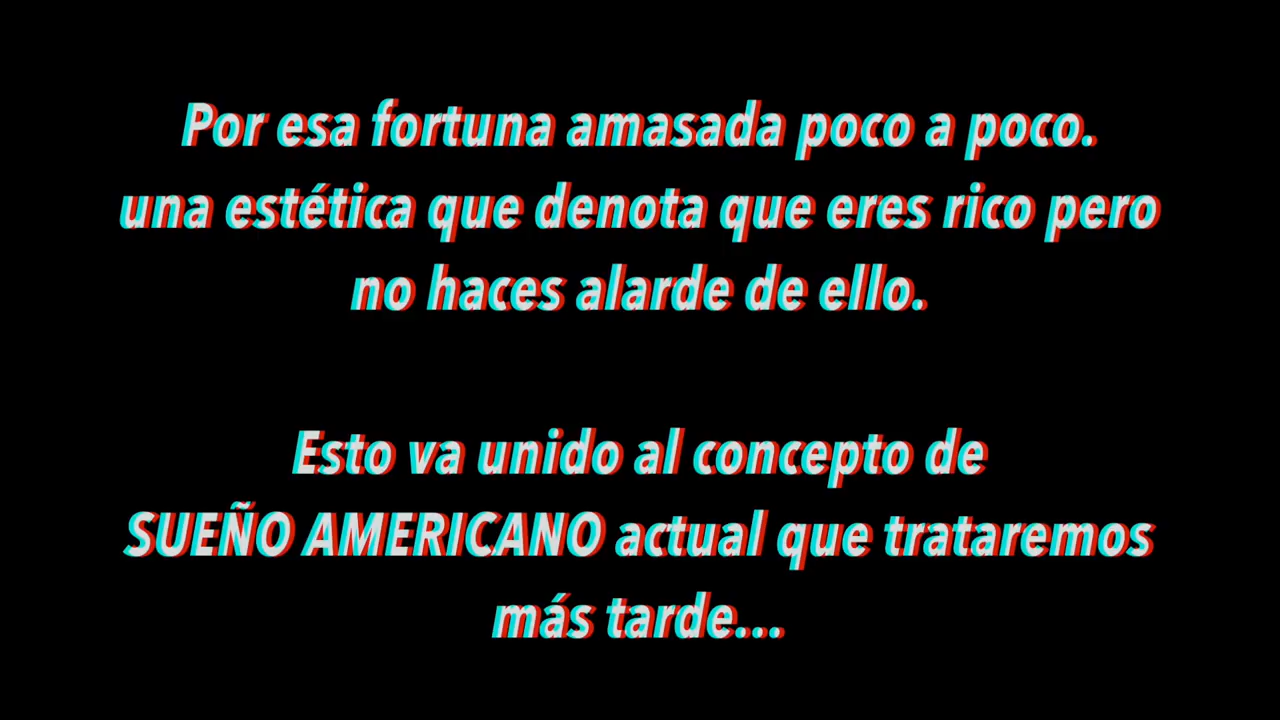 Por esa fortuna amasada poco a poco.
una estética que denota que eres rico pero
no haces alarde de ello.
Esto va unido al concepto de
SUEÑO AMERICANO actual que trataremos
más tarde...